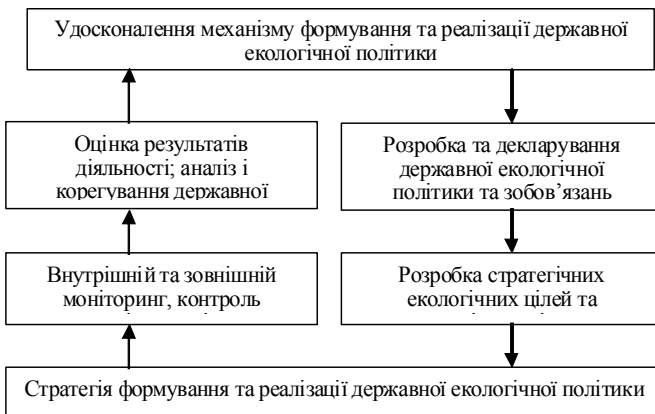 Удосконалення механізму формування та реалізації державної
екологічної політики
Оцінка результатів
діяльності; аналіз і
корегування державної
Розробка та декларування
державної екологічної
політики та зобов’язань
Внутрішній та зовнішній
моніторинг, контроль
Розробка стратегічних
екологічних цілей та
Стратегія формування та реалізації державної екологічної політики